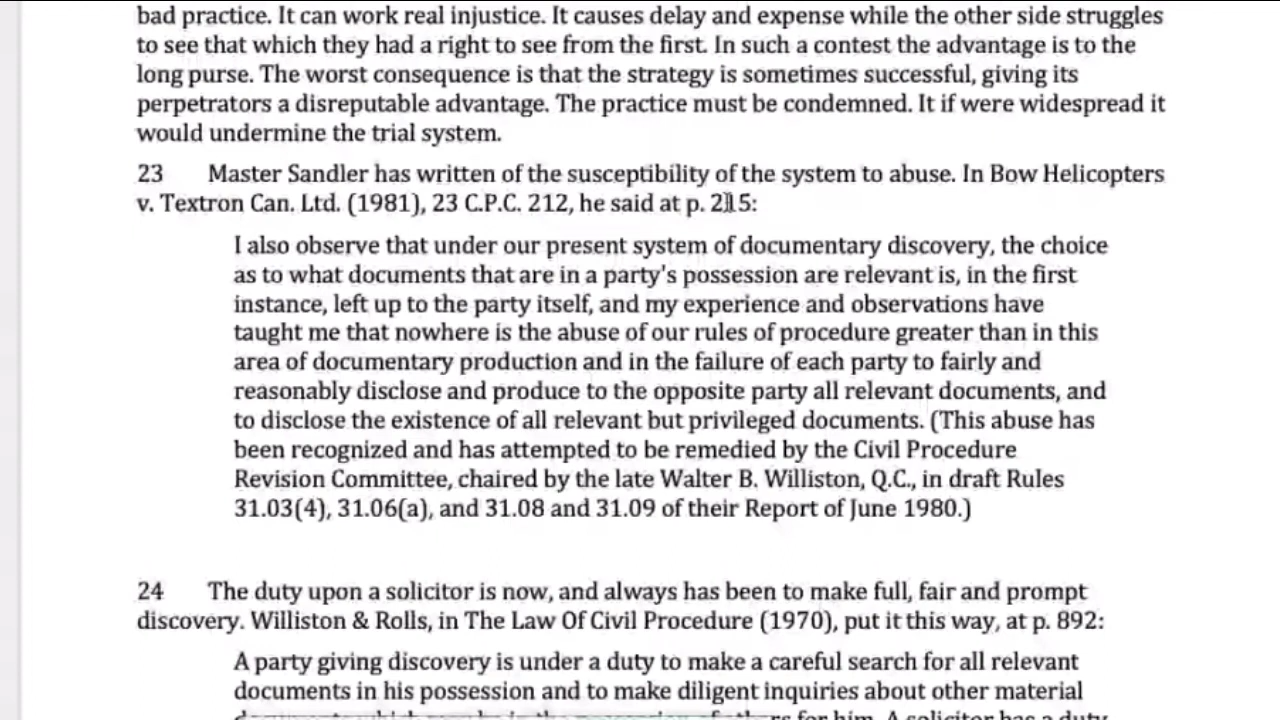 bad practice. It can work real injustice. It causes delay and expense while the other side struggles
to see that which they had a right to see from the first. In such a contest the advantage is to the
long purse. The worst consequence is that the strategy is sometimes successful, giving its
perpetrators a disreputable advantage. The practice must be condemned. It if were widespread it
would undermine the trial system.
23 Master Sandler has written of the susceptibility of the system to abuse. In Bow Helicopters
v. Textron Can. Ltd. (1981), 23 C.P.C. 212, he said at p. 215:
I also observe that under our present system of documentary discovery, the choice
as to what documents that are in a party's possession are relevant is, in the first
instance, left up to the party itself, and my experience and observations have
taught me that nowhere is the abuse of our rules of procedure greater than in this
area of documentary production and in the failure of each party to fairly and
reasonably disclose and produce to the opposite party all relevant documents, and
to disclose the existence of all relevant but privileged documents. (This abuse has
been recognized and has attempted to be remedied by the Civil Procedure
Revision Committee, chaired by the late Walter B. Williston, Q.C., in draft Rules
31.03(4), 31.06(a), and 31.08 and 31.09 of their Report of June 1980.)
24 The duty upon a solicitor is now, and always has been to make full, fair and prompt
discovery. Williston & Rolls, in The Law Of Civil Procedure (1970), put it this way, at p. 892:
A party giving discovery is under a duty to make a careful search for all relevant
documents in his possession and to make diligent inquiries about other material
for him. A solicitor has a duty